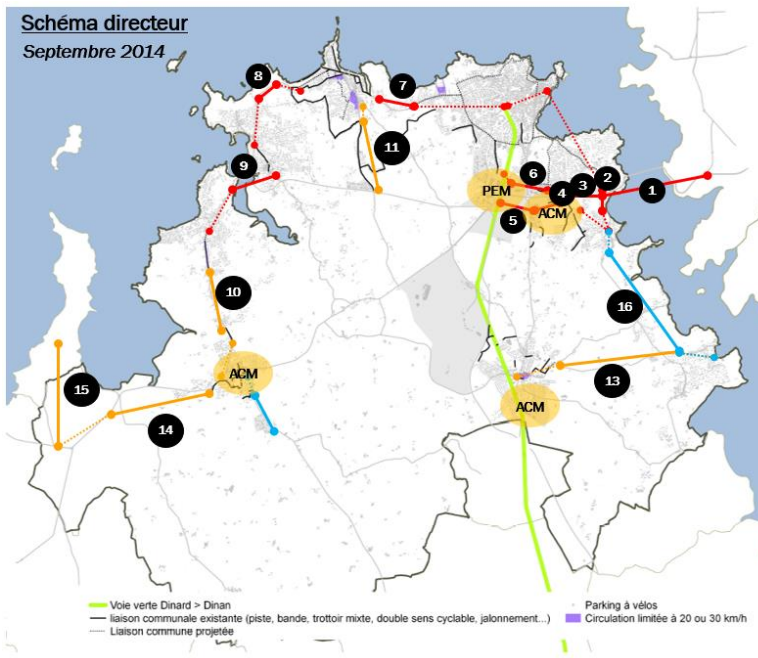 Schéma directeur
Septembre 2014
8
7
11
9
6
3
2
PEM
4
1
5
ACM
10
16
ACM
15
13
14
ACM
Voie verte Dinard > Dinan
liaison communale existante (piste, bande, trottoir mixte, double sens cyclable, jalonnement...)
Liaison commune projetée
Parking à vélos
Circulation limitée à 20 ou 30 km/h